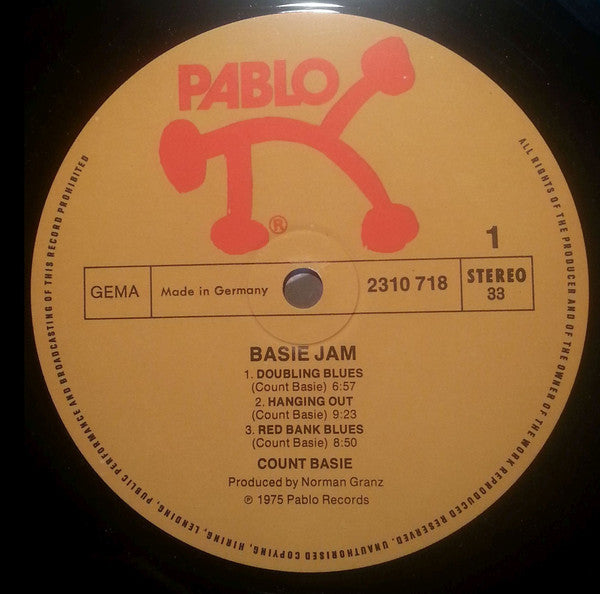 PABLO
®
1
GEMA
Made in Germany
2310 718
STEREO
33
BASIE JAM
1. DOUBLING BLUES
(Count Basie) 6:57
2. HANGING OUT
(Count Basie) 9:23
3. RED BANK BLUES
(Count Basie) 8:50
COUNT BASIE
Produced by Norman Granz
℗ 1975 Pablo Records
ALL RIGHTS OF THE PRODUCER AND OF THE OWNER OF THE WORK REPRODUCED RESERVED. UNAUTHORISED COPYING, HIRING, LENDING, PUBLIC PERFORMANCE AND BROADCASTING OF THIS RECORD PROHIBITED